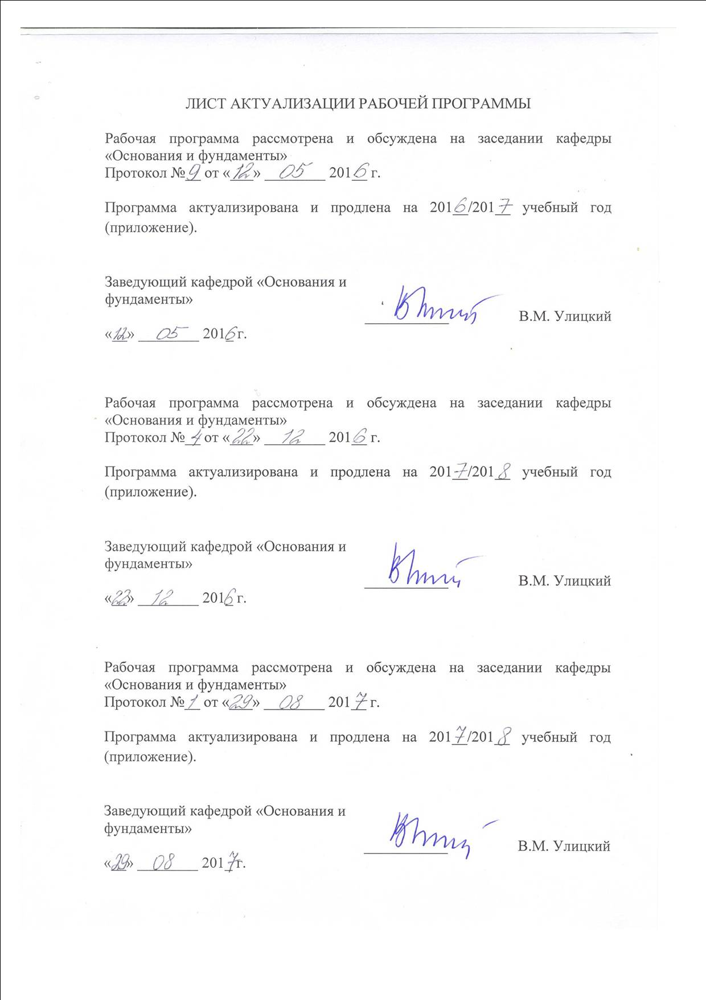 ЛИСТ АКТУАЛИЗАЦИИ РАБОЧЕЙ ПРОГРАММЫ
Рабочая программа рассмотрена и обсуждена на заседании кафедры
«Основания и фундаменты»
Протокол № 9 от «12» 05 2016 г.
Программа актуализирована и продлена на 2016/2017 учебный год
(приложение).
Заведующий кафедрой «Основания и
фундаменты»
В.М. Улицкий
«12» 05 2016 г.
Рабочая программа рассмотрена и обсуждена на заседании кафедры
«Основания и фундаменты»
Протокол № 4 от «22» 12 2016 г.
Программа актуализирована и продлена на 2017/2018 учебный год
(приложение).
Заведующий кафедрой «Основания и
фундаменты»
В.М. Улицкий
«22» 12 2016 г.
Рабочая программа рассмотрена и обсуждена на заседании кафедры
«Основания и фундаменты»
Протокол № 1 от «29» 08 2017 г.
Программа актуализирована и продлена на 2017/2018 учебный год
(приложение).
Заведующий кафедрой «Основания и
фундаменты»
В.М. Улицкий
«29» 08 2017г.